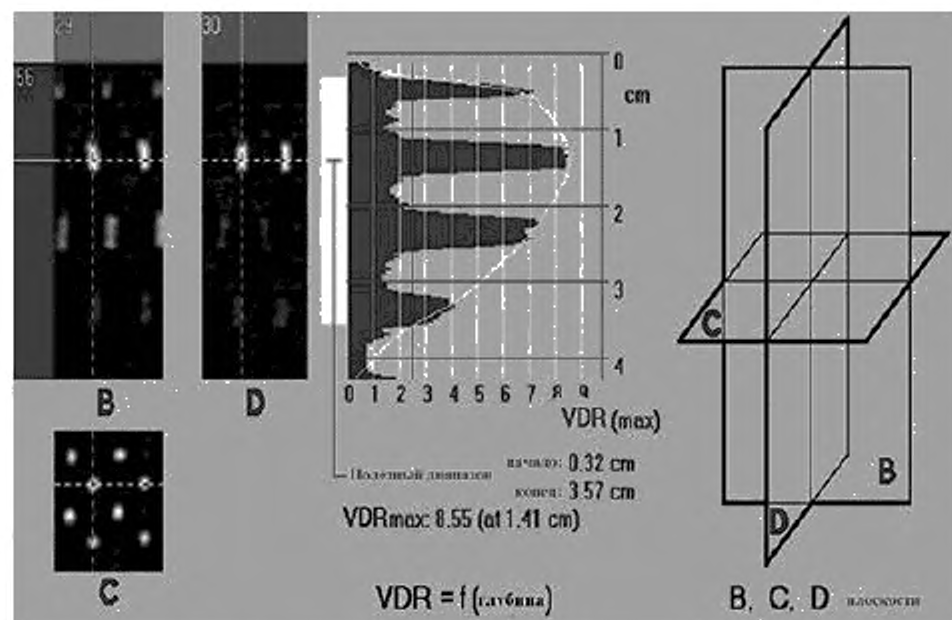 29
30
56
0
cm
1
2
3
4
B
D
0 1 2 3 4 5 6 7 8 9
VDR (max)
начало: 0.32 cm
Полезный диапазон
конец: 3.57 cm
VDRmax: 8.55 (at 1.41 cm)
C
VDR = f (глубина)
C
B
D
B, C, D плоскости